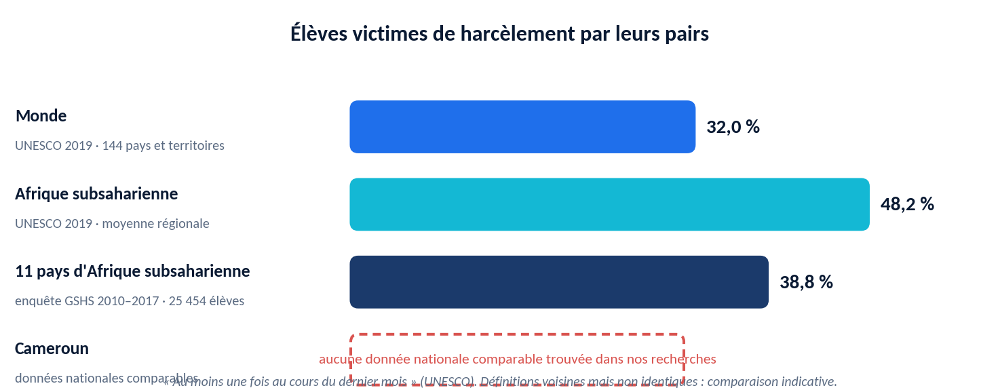 Élèves victimes de harcèlement par leurs pairs
Monde
32,0 %
UNESCO 2019 · 144 pays et territoires
Afrique subsaharienne
48,2 %
UNESCO 2019 · moyenne régionale
11 pays d'Afrique subsaharienne
38,8 %
enquête GSHS 2010–2017 · 25 454 élèves
Cameroun
aucune donnée nationale comparable trouvée dans nos recherches
données nationales comparables
« Au moins une fois au cours du dernier mois » (UNESCO). Définitions voisines mais non identiques : comparaison indicative.